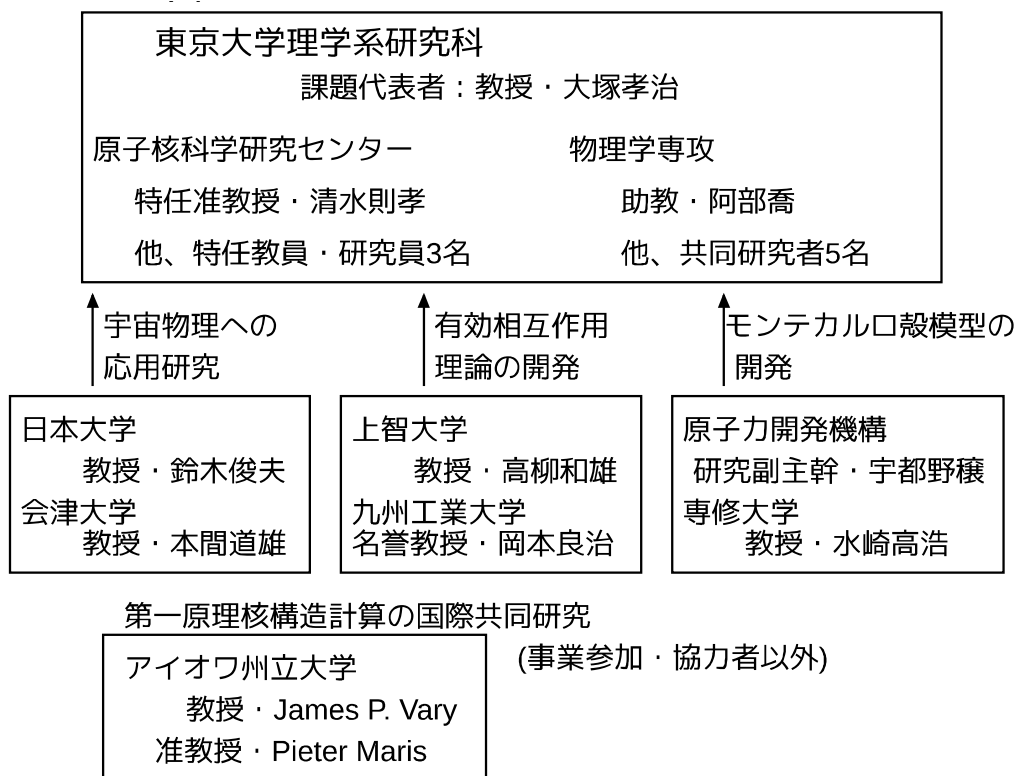 東京大学理学系研究科
課題代表者：教授・大塚孝治
原子核科学研究センター
特任准教授・清水則孝
他、特任教員・研究員3名
物理学専攻
助教・阿部喬
他、共同研究者5名
宇宙物理への
応用研究
有効相互作用
理論の開発
モンテカルロ殻模型の
開発
日本大学
教授・鈴木俊夫
会津大学
教授・本間道雄
上智大学
教授・高柳和雄
九州工業大学
名誉教授・岡本良治
原子力開発機構
研究副主幹・宇都野穣
専修大学
教授・水崎高浩
第一原理核構造計算の国際共同研究
(事業参加・協力者以外)
アイオワ州立大学
教授・James P. Vary
准教授・Pieter Maris